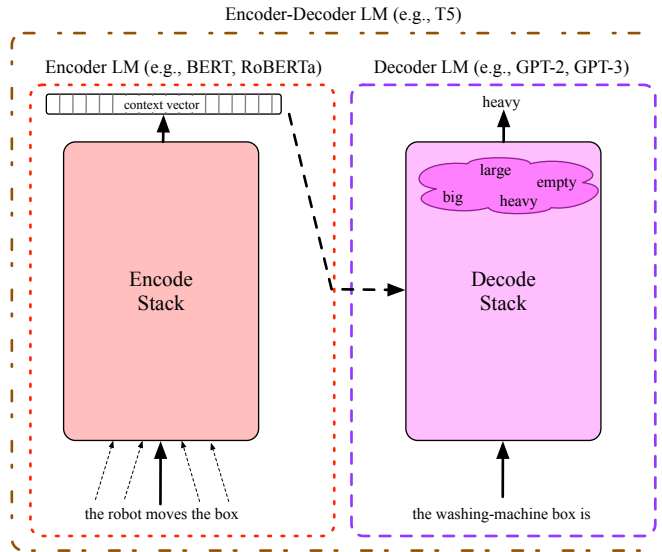 Encoder-Decoder LM (e.g., T5)
Encoder LM (e.g., BERT, RoBERTa)
context vector
Encode
Stack
the robot moves the box
Decoder LM (e.g., GPT-2, GPT-3)
heavy
large
empty
big
heavy
Decode
Stack
the washing-machine box is